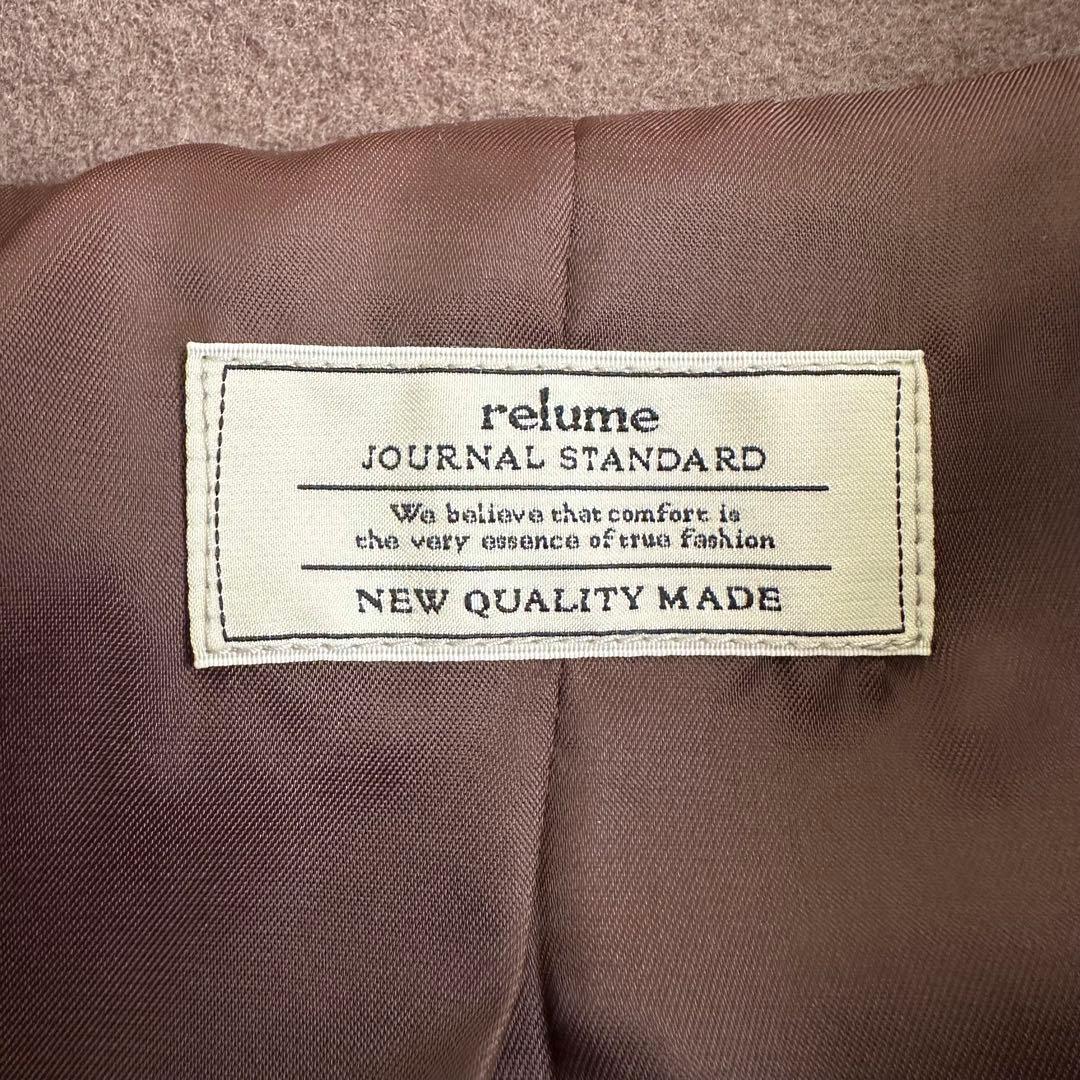 relume
JOURNAL STANDARD
We believe that comfort is
the very essence of true fashion
NEW QUALITY MADE